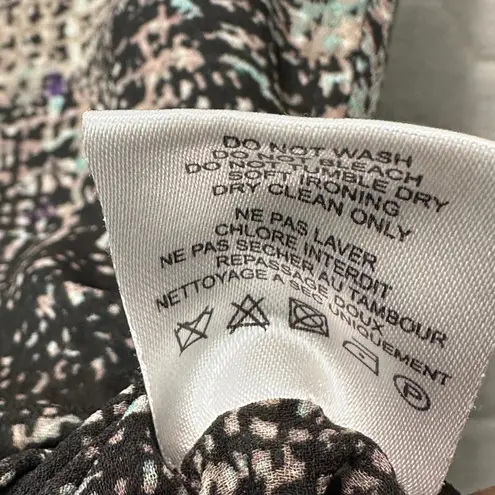 DO NOT WASH
DO NOT BLEACH
DO NOT TUMBLE DRY
SOFT IRONING
DRY CLEAN ONLY
NE PAS LAVER
CHLORE INTERDIT
NE PAS SECHER AU TAMBOUR
REPASSAGE DOUX
NETTOYAGE A SEC UNIQUEMENT
P